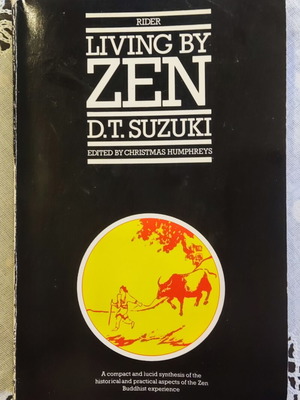 RIDER
LIVING BY
ZEN
D.T. SUZUKI
EDITED BY CHRISTMAS HUMPHREYS
A compact and lucid synthesis of the
historical and practical aspects of the Zen
Buddhist experience